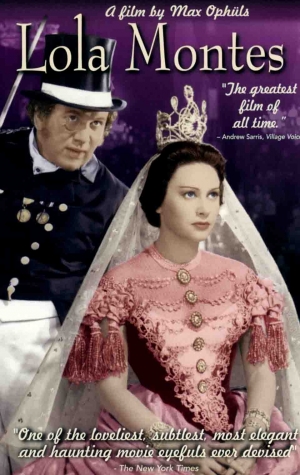 A film by Max Ophüls
Lola Montes
"The greatest
film of
all time."
– Andrew Sarris, Village Voice
"One of the loveliest, subtlest, most elegant
and haunting movie eyefuls ever devised"
- The New York Times